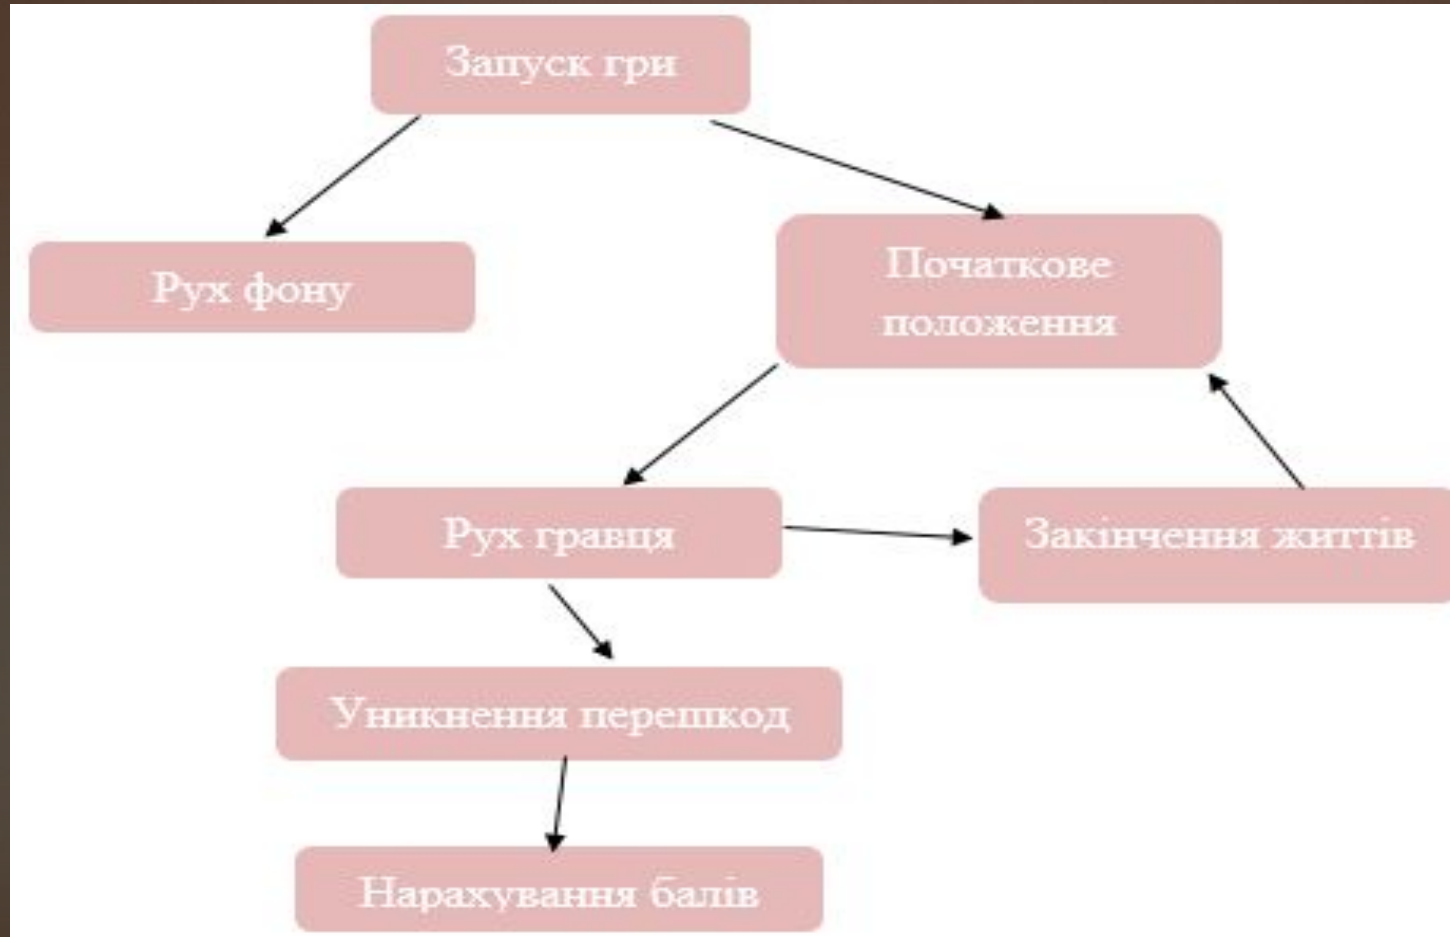 Запуск гри
Рух фону
Початкове
положення
Рух гравця
Закінчення життів
Уникнення перешкод
Нарахування балів